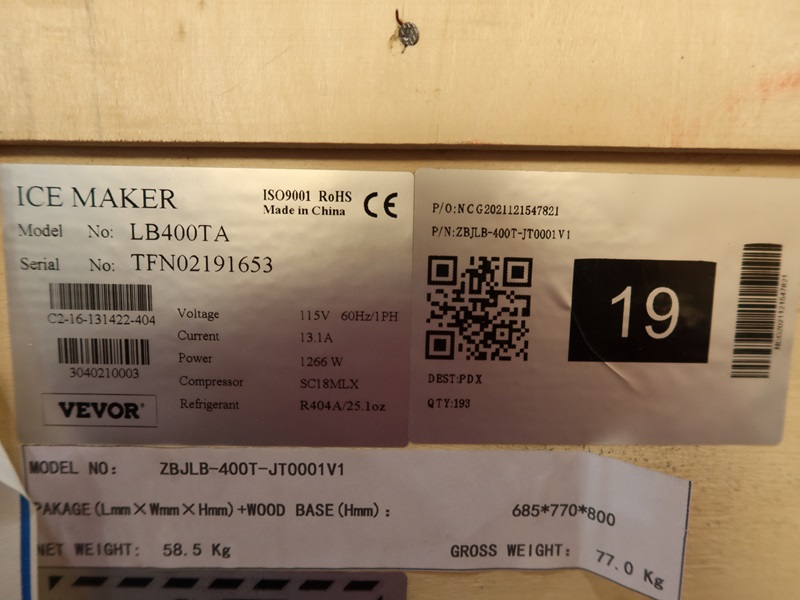 ICE MAKER
ISO9001 RoHS
Made in China
CE
Model No: LB400TA
Serial No: TFN02191653
C2-16-131422-404
3040210003
VEVOR
Voltage 115V 60Hz/1PH
Current 13.1A
Power 1266 W
Compressor SC18MLX
Refrigerant R404A/25.1oz
P/O:NCG2021121547821
P/N:ZBJLB-400T-JT0001V1
19
NCG2021121547821
DEST:PDX
QTY:193
MODEL NO: ZBJLB-400T-JT0001V1
PAKAGE(Lmm×Wmm×Hmm)+WOOD BASE(Hmm): 685*770*800
NET WEIGHT: 58.5 Kg GROSS WEIGHT: 77.0 Kg